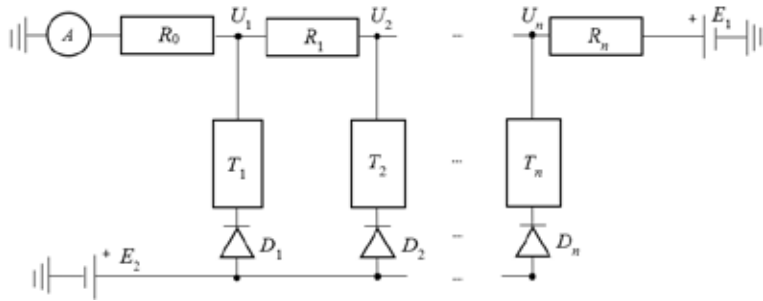 U₁ U₂ ... Uₙ + E₁
A R₀ R₁ Rₙ
T₁ T₂ ... Tₙ
D₁ D₂ ... Dₙ
+ E₂ ...